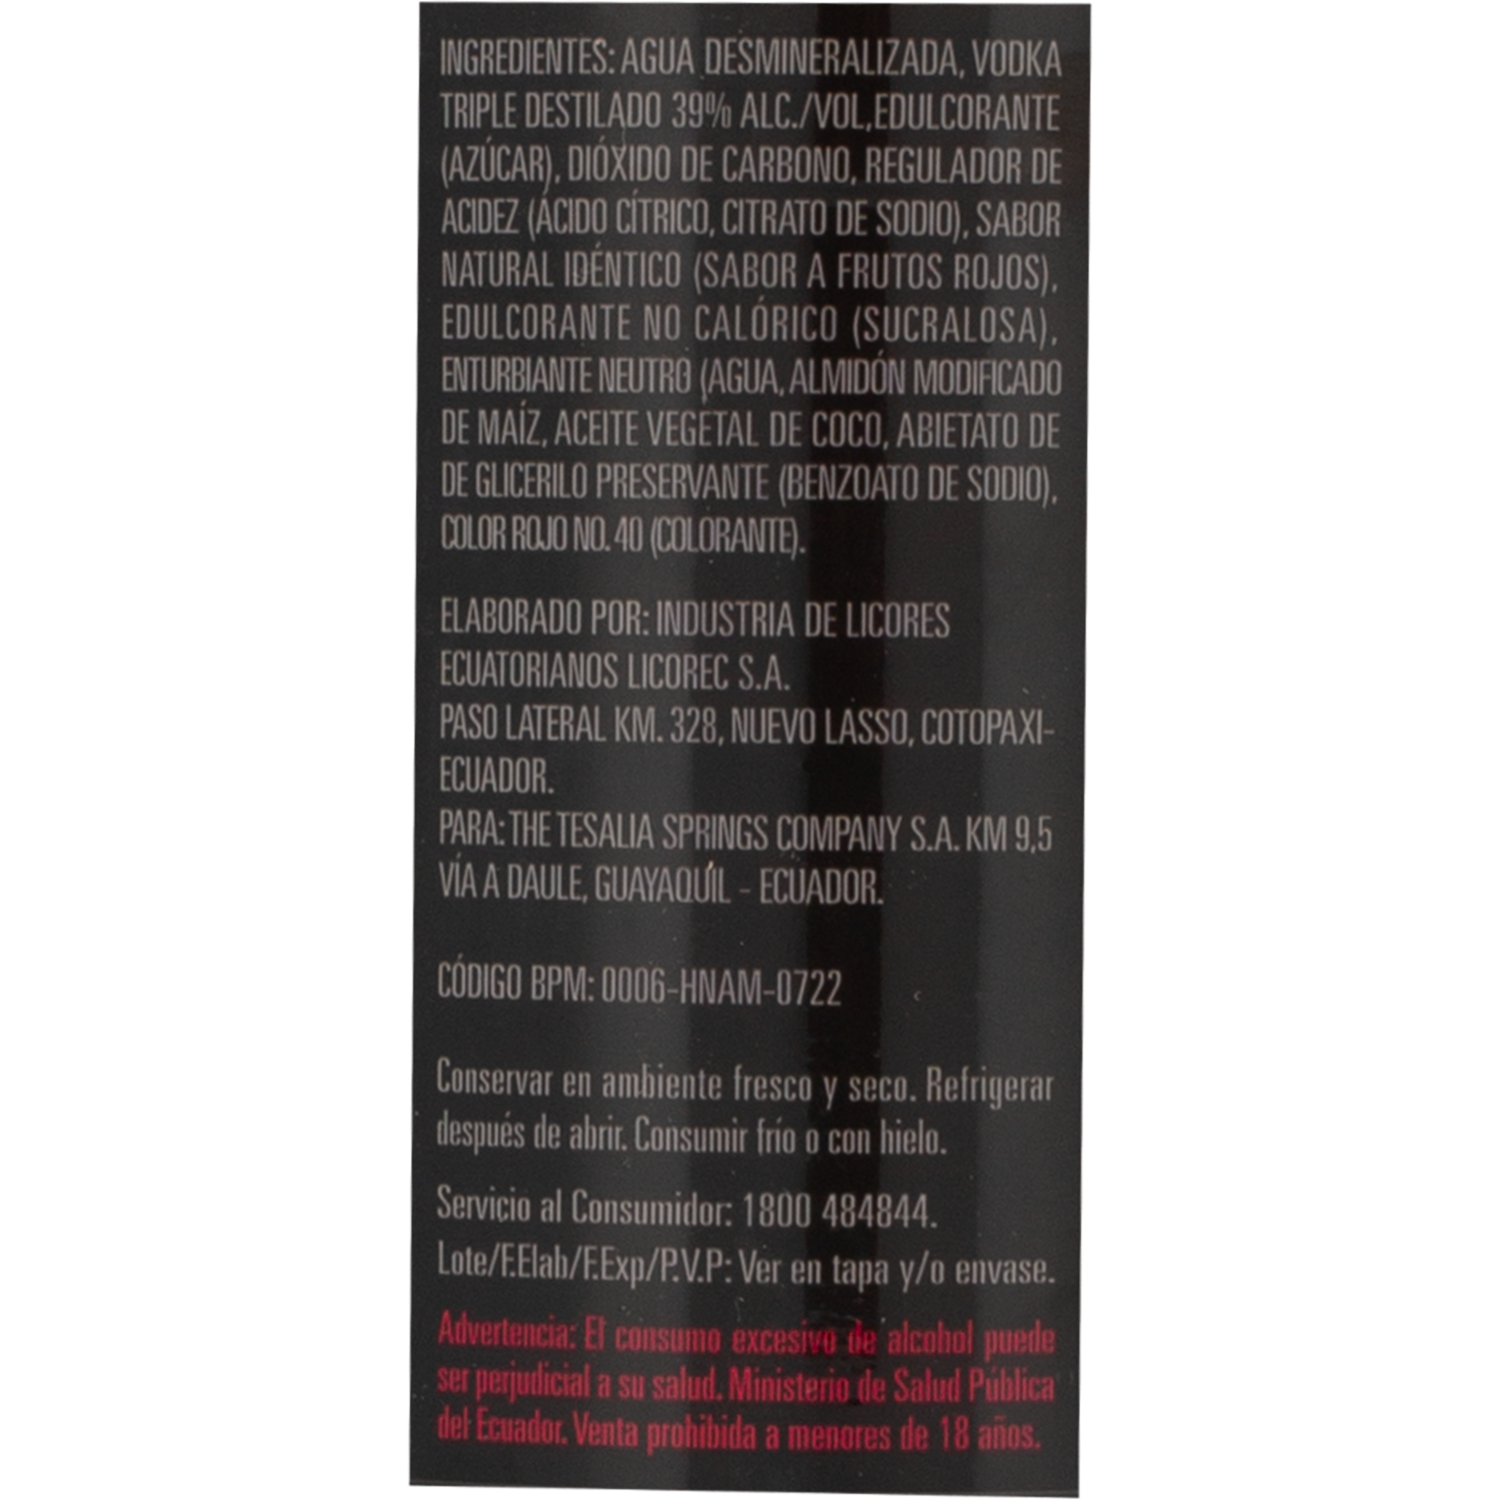 INGREDIENTES: AGUA DESMINERALIZADA, VODKA
TRIPLE DESTILADO 39% ALC./VOL,EDULCORANTE
(AZÚCAR), DIÓXIDO DE CARBONO, REGULADOR DE
ACIDEZ (ÁCIDO CÍTRICO, CITRATO DE SODIO), SABOR
NATURAL IDÉNTICO (SABOR A FRUTOS ROJOS),
EDULCORANTE NO CALÓRICO (SUCRALOSA),
ENTURBIANTE NEUTRO (AGUA, ALMIDÓN MODIFICADO
DE MAÍZ, ACEITE VEGETAL DE COCO, ABIETATO DE
DE GLICERILO PRESERVANTE (BENZOATO DE SODIO),
COLOR ROJO NO. 40 (COLORANTE).
ELABORADO POR: INDUSTRIA DE LICORES
ECUATORIANOS LICOREC S.A.
PASO LATERAL KM. 328, NUEVO LASSO, COTOPAXI-
ECUADOR.
PARA: THE TESALIA SPRINGS COMPANY S.A. KM 9,5
VÍA A DAULE, GUAYAQUÍL - ECUADOR.
CÓDIGO BPM: 0006-HNAM-0722
Conservar en ambiente fresco y seco. Refrigerar
después de abrir. Consumir frío o con hielo.
Servicio al Consumidor: 1800 484844.
Lote/F.Elab/F.Exp/P.V.P: Ver en tapa y/o envase.
Advertencia: El consumo excesivo de alcohol puede
ser perjudicial a su salud. Ministerio de Salud Pública
del Ecuador. Venta prohibida a menores de 18 años.